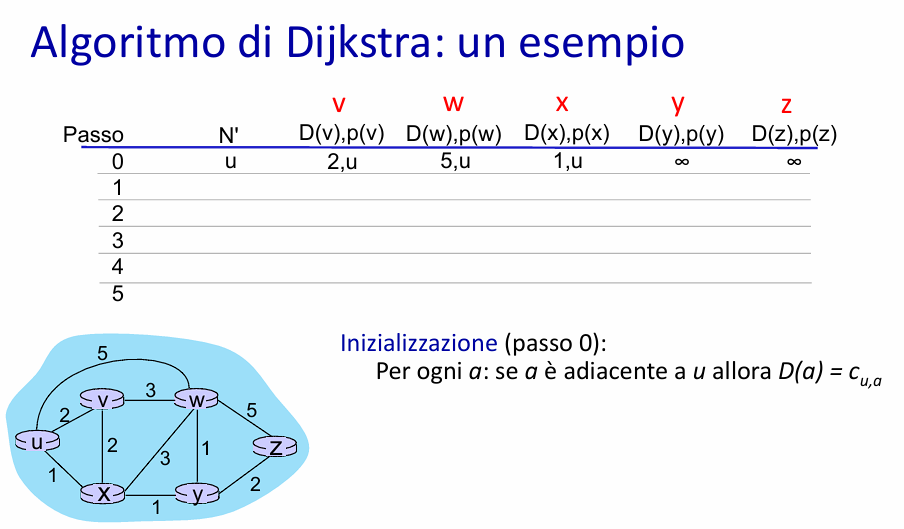 Algoritmo di Dijkstra: un esempio
v w x y z
Passo N' D(v),p(v) D(w),p(w) D(x),p(x) D(y),p(y) D(z),p(z)
0 u 2,u 5,u 1,u ∞ ∞
1
2
3
4
5
Inizializzazione (passo 0):
Per ogni a: se a è adiacente a u allora D(a) = c_u,a
5
v 3 w
2 5
u 2 3 1 z
1 2
x 1 y